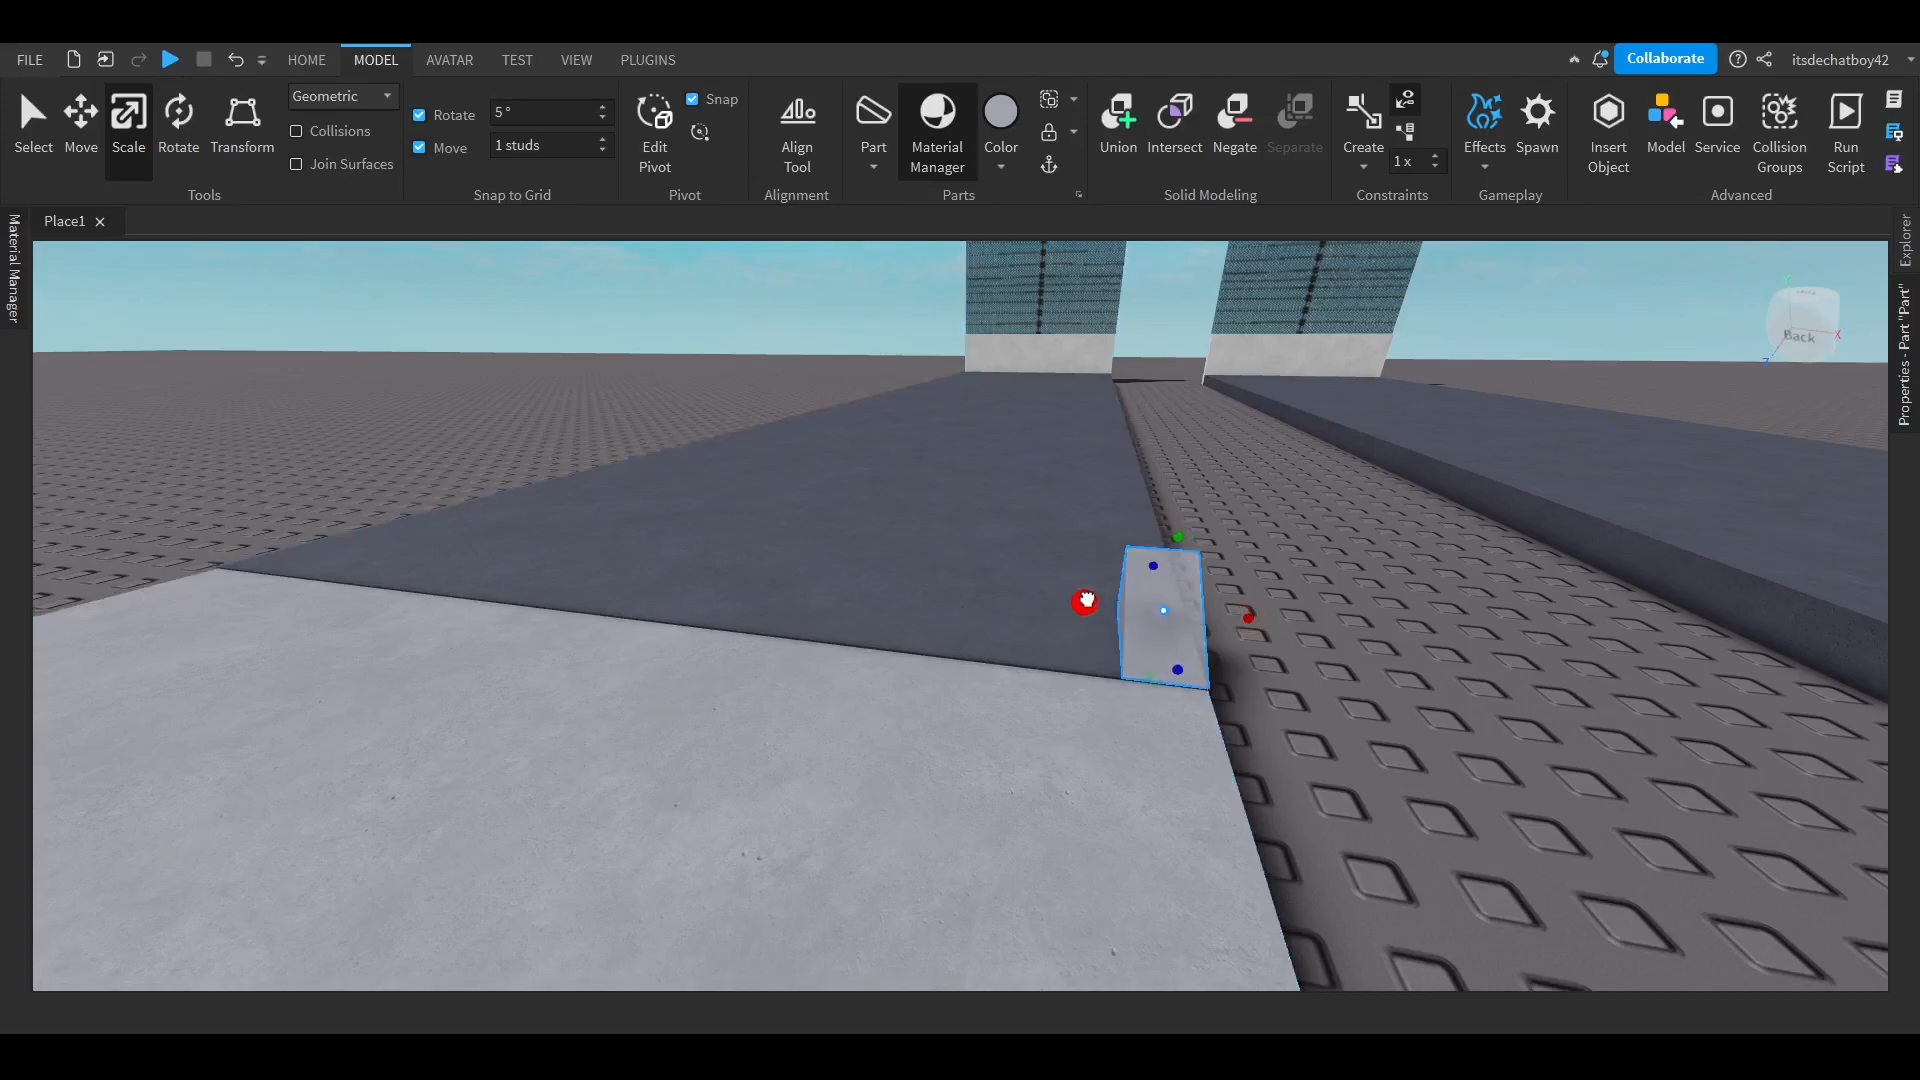 FILE HOME MODEL AVATAR TEST VIEW PLUGINS Collaborate itsdechatboy42
Geometric
Collisions
Join Surfaces
Select Move Scale Rotate Transform
Tools
Rotate 5 °
Move 1 studs
Snap to Grid
Edit Pivot
Snap
Pivot
Align Tool
Alignment
Part Material Manager Color
Parts
Union Intersect Negate Separate
Solid Modeling
Create 1 x
Constraints
Effects Spawn
Gameplay
Insert Object Model Service Collision Groups Run Script
Advanced
Place1
Material Manager
Back
X
Z
Explorer
Properties - Part "Part"